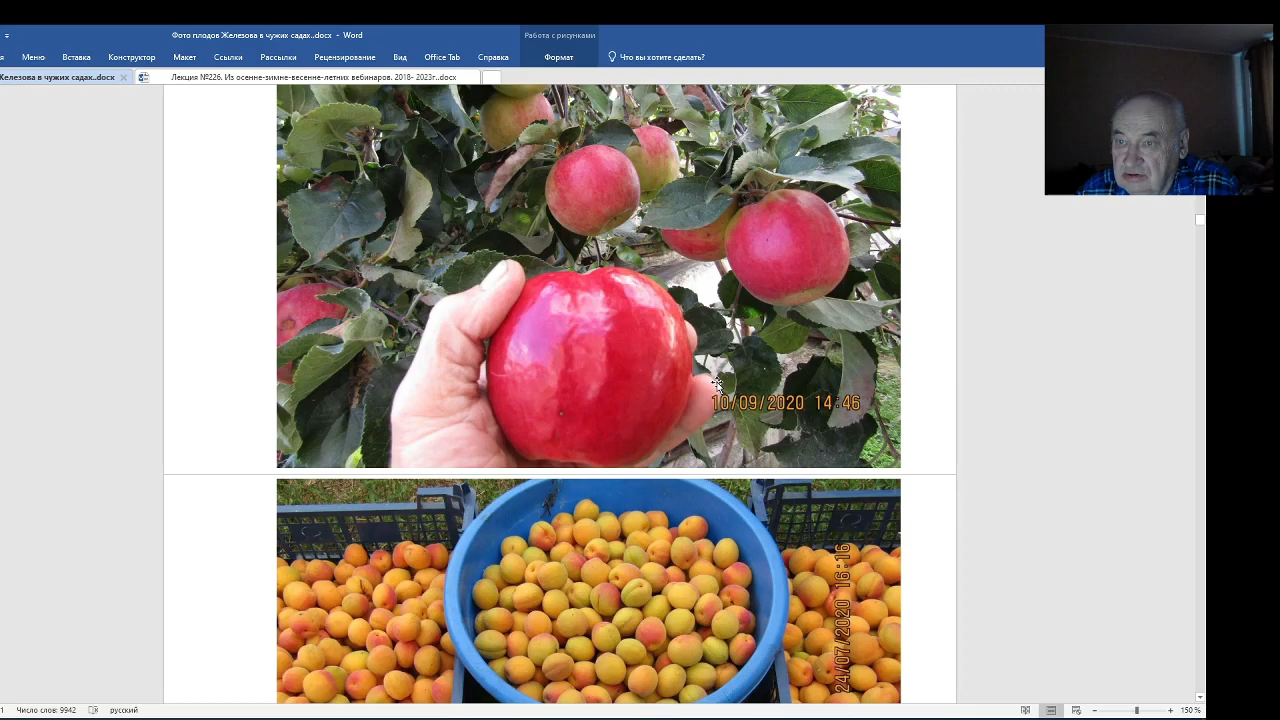 Фото плодов Железова в чужих садах..docx - Word
Работа с рисунками
Меню
Вставка
Конструктор
Макет
Ссылки
Рассылки
Рецензирование
Вид
Office Tab
Справка
Формат
Что вы хотите сделать?
Железова в чужих садах..docx
Лекция №226. Из осенне-зимне-весенне-летних вебинаров. 2018- 2023г..docx
10/09/2020 14:46
24/07/2020 16:16
Число слов: 9942
русский
150 %